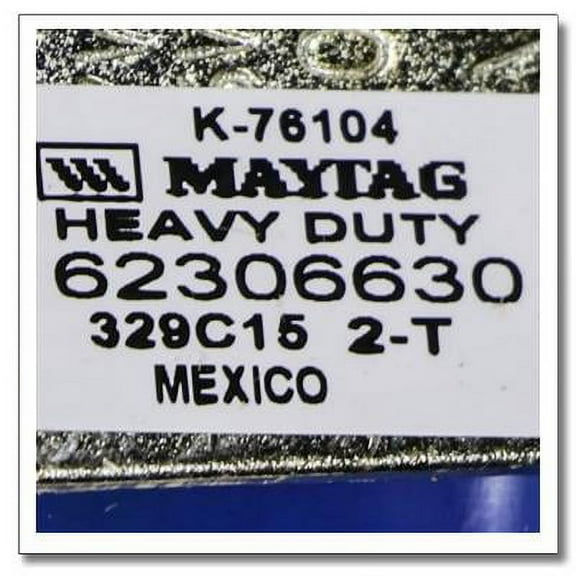 K-76104
MAYTAG
HEAVY DUTY
62306630
329C15 2-T
MEXICO